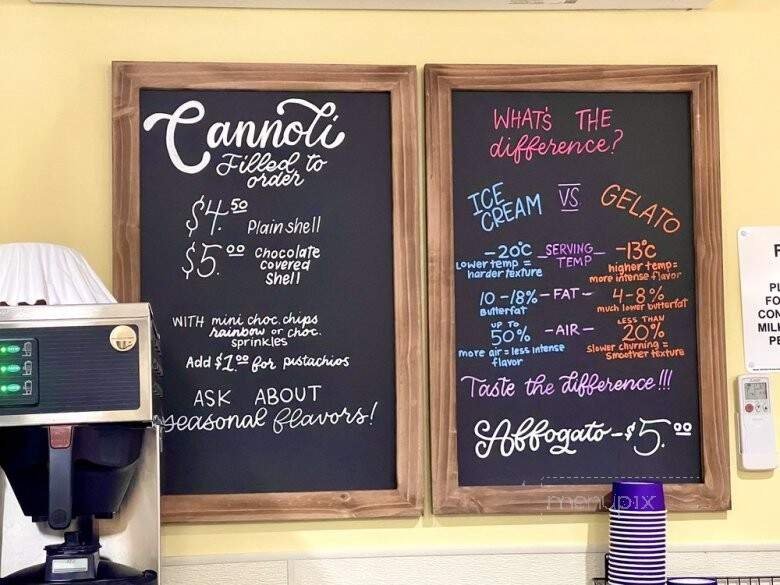 Cannoli
Filled to
order
$4.50 Plain shell
$5.00 Chocolate
covered
Shell
WITH mini choc. chips
rainbow or choc.
sprinkles
Add $1.00 for pistachios
ASK ABOUT
seasonal flavors!
WHAT'S THE
difference?
ICE
CREAM
VS
GELATO
-20°C - SERVING TEMP - -13°C
Lower temp =
harder texture
higher temp =
more intense flavor
10-18% - FAT - 4-8%
Butterfat
much lower butterfat
UP TO
50% - AIR -
LESS THAN
20%
more air = less intense
flavor
Slower churning =
Smoother texture
Taste the difference!!!
Affogato - $5.00
menupix